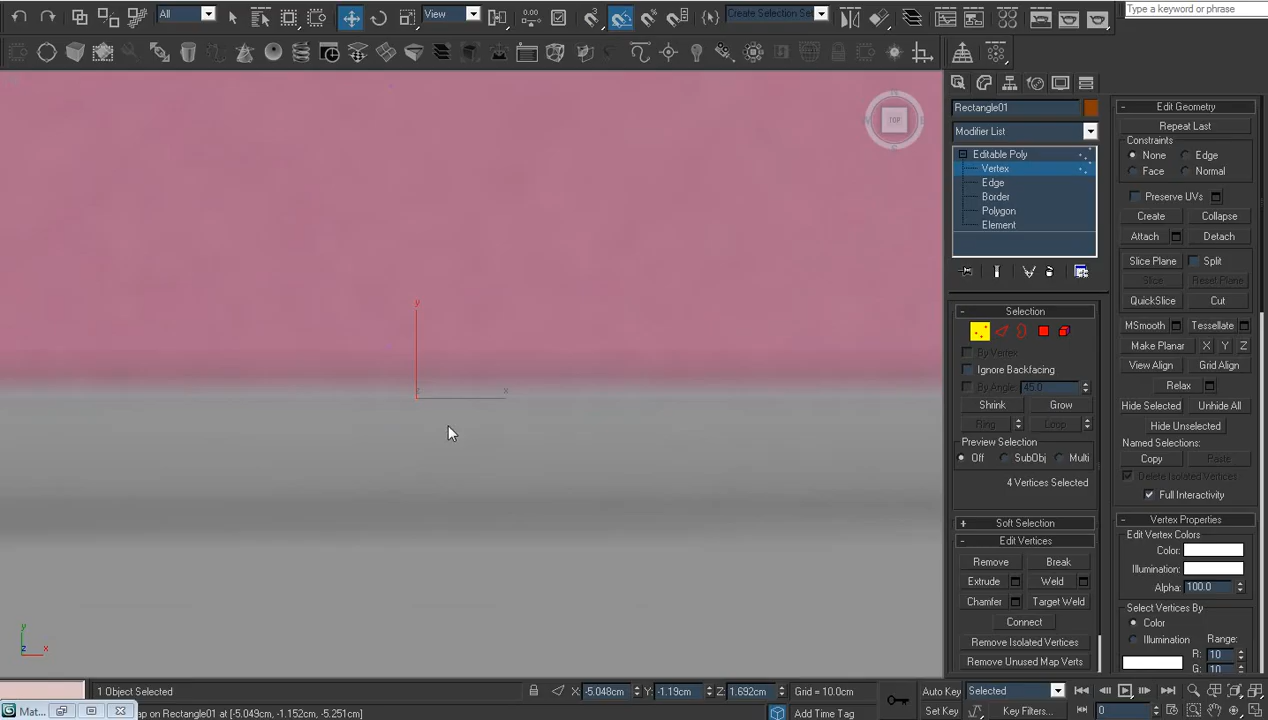 All
View
0.00
Create Selection Set
Type a keyword or phrase
TOP
y
x
z
y
z x
Rectangle01
Modifier List
Editable Poly
Vertex
Edge
Border
Polygon
Element
- Selection
By Vertex
Ignore Backfacing
By Angle: 45.0
Shrink Grow
Ring Loop
Preview Selection
Off SubObj Multi
4 Vertices Selected
+ Soft Selection
- Edit Vertices
Remove Break
Extrude Weld
Chamfer Target Weld
Connect
Remove Isolated Vertices
Remove Unused Map Verts
- Edit Geometry
Repeat Last
Constraints
None Edge
Face Normal
Preserve UVs
Create Collapse
Attach Detach
Slice Plane Split
Slice Reset Plane
QuickSlice Cut
MSmooth Tessellate
Make Planar X Y Z
View Align Grid Align
Relax
Hide Selected Unhide All
Hide Unselected
Named Selections:
Copy Paste
Delete Isolated Vertices
Full Interactivity
- Vertex Properties
Edit Vertex Colors
Color:
Illumination:
Alpha: 100.0
Select Vertices By
Color
Illumination Range:
R: 10
G: 10
1 Object Selected X: -5.048cm Y: -1.19cm Z: 1.692cm Grid = 10.0cm Auto Key Selected
Mat... ap on Rectangle01 at [-5.049cm, -1.152cm, -5.251cm] Add Time Tag Set Key Key Filters... 0